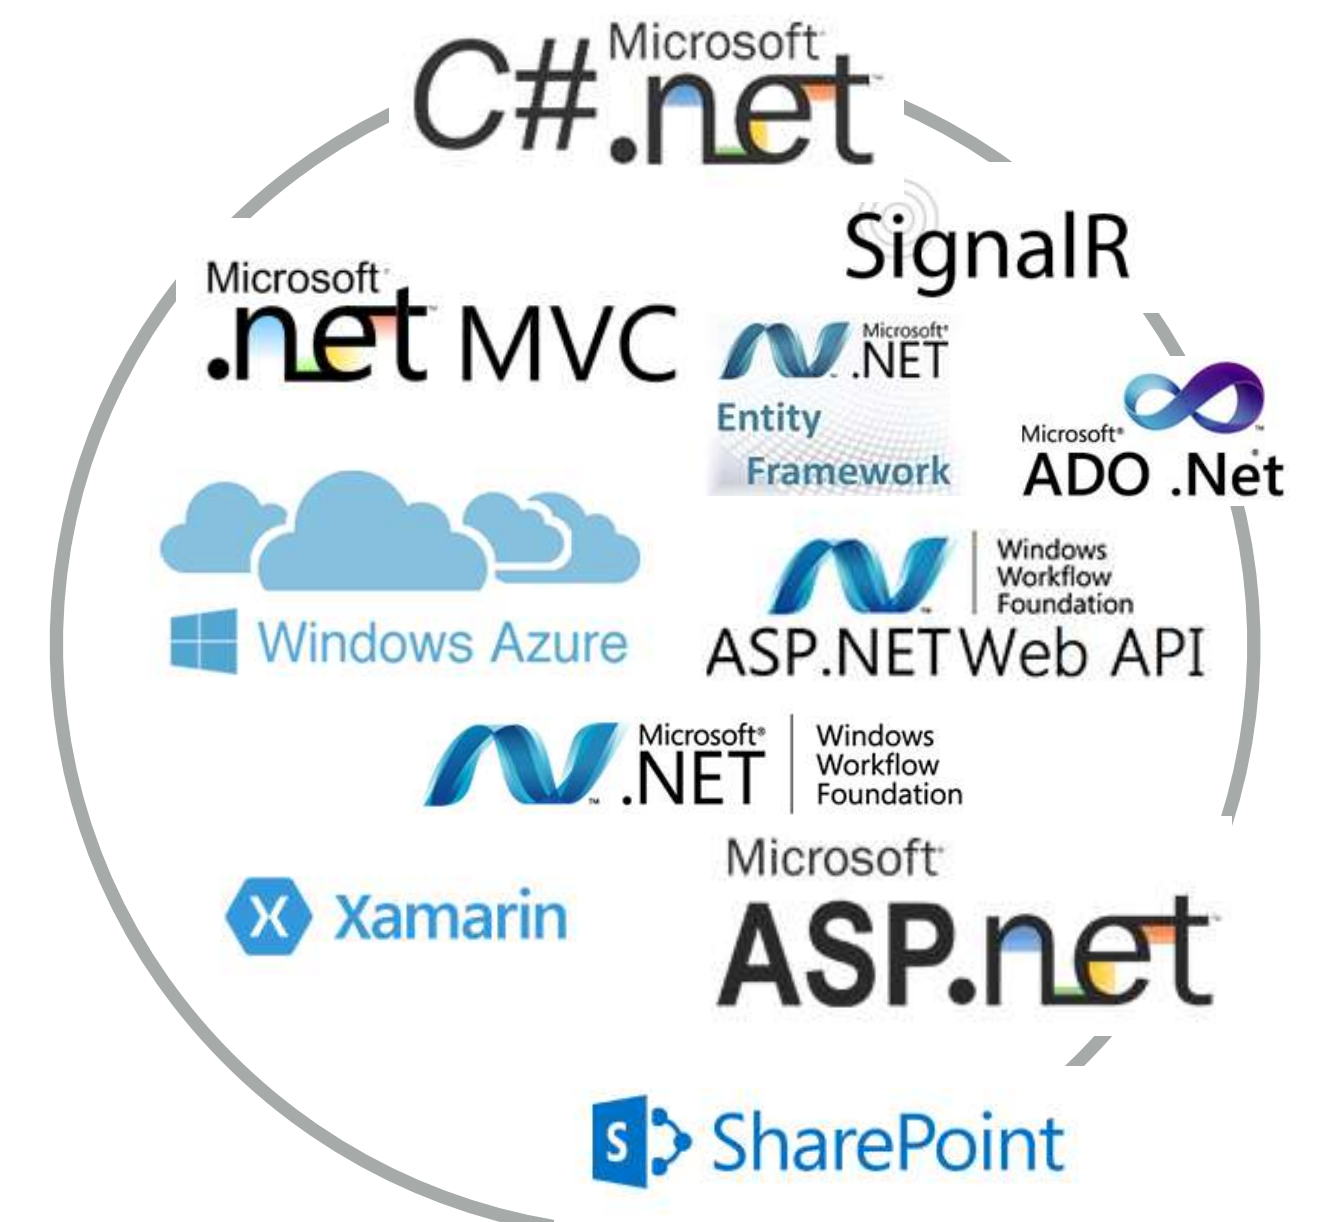 Microsoft
C#.net
SignalR
Microsoft
.net MVC
Microsoft®
.NET
Entity
Framework
Microsoft®
ADO .Net
Windows Azure
Windows
Workflow
Foundation
ASP.NET Web API
Microsoft®
.NET
Windows
Workflow
Foundation
Xamarin
Microsoft
ASP.net
S SharePoint